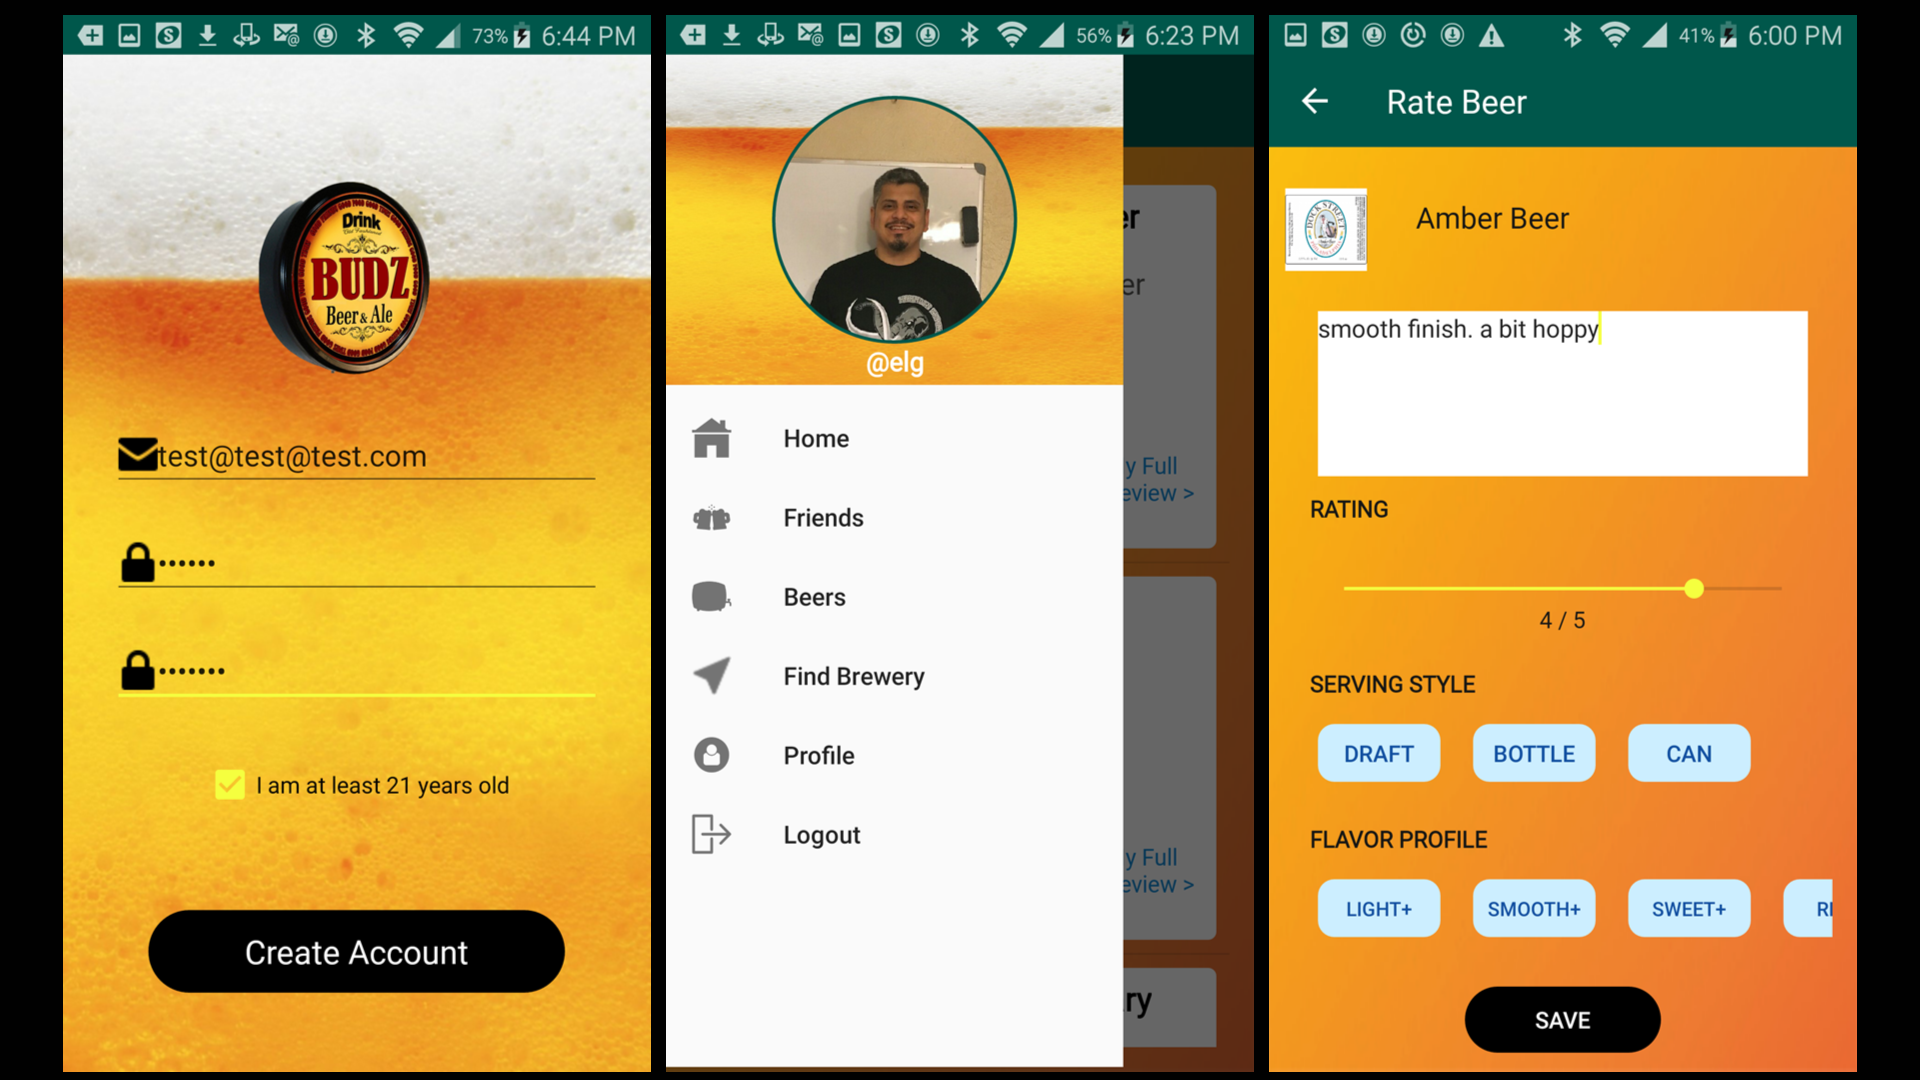 73% 6:44 PM
Drink
BUDZ
Beer & Ale
test@test@test.com
••••••
•••••••
I am at least 21 years old
Create Account
56% 6:23 PM
@elg
Home
Friends
Beers
Find Brewery
Profile
Logout
er
er
y Full
eview >
y Full
eview >
ry
41% 6:00 PM
Rate Beer
DOCK STREET
Amber Beer
smooth finish. a bit hoppy
RATING
4 / 5
SERVING STYLE
DRAFT BOTTLE CAN
FLAVOR PROFILE
LIGHT+ SMOOTH+ SWEET+
SAVE